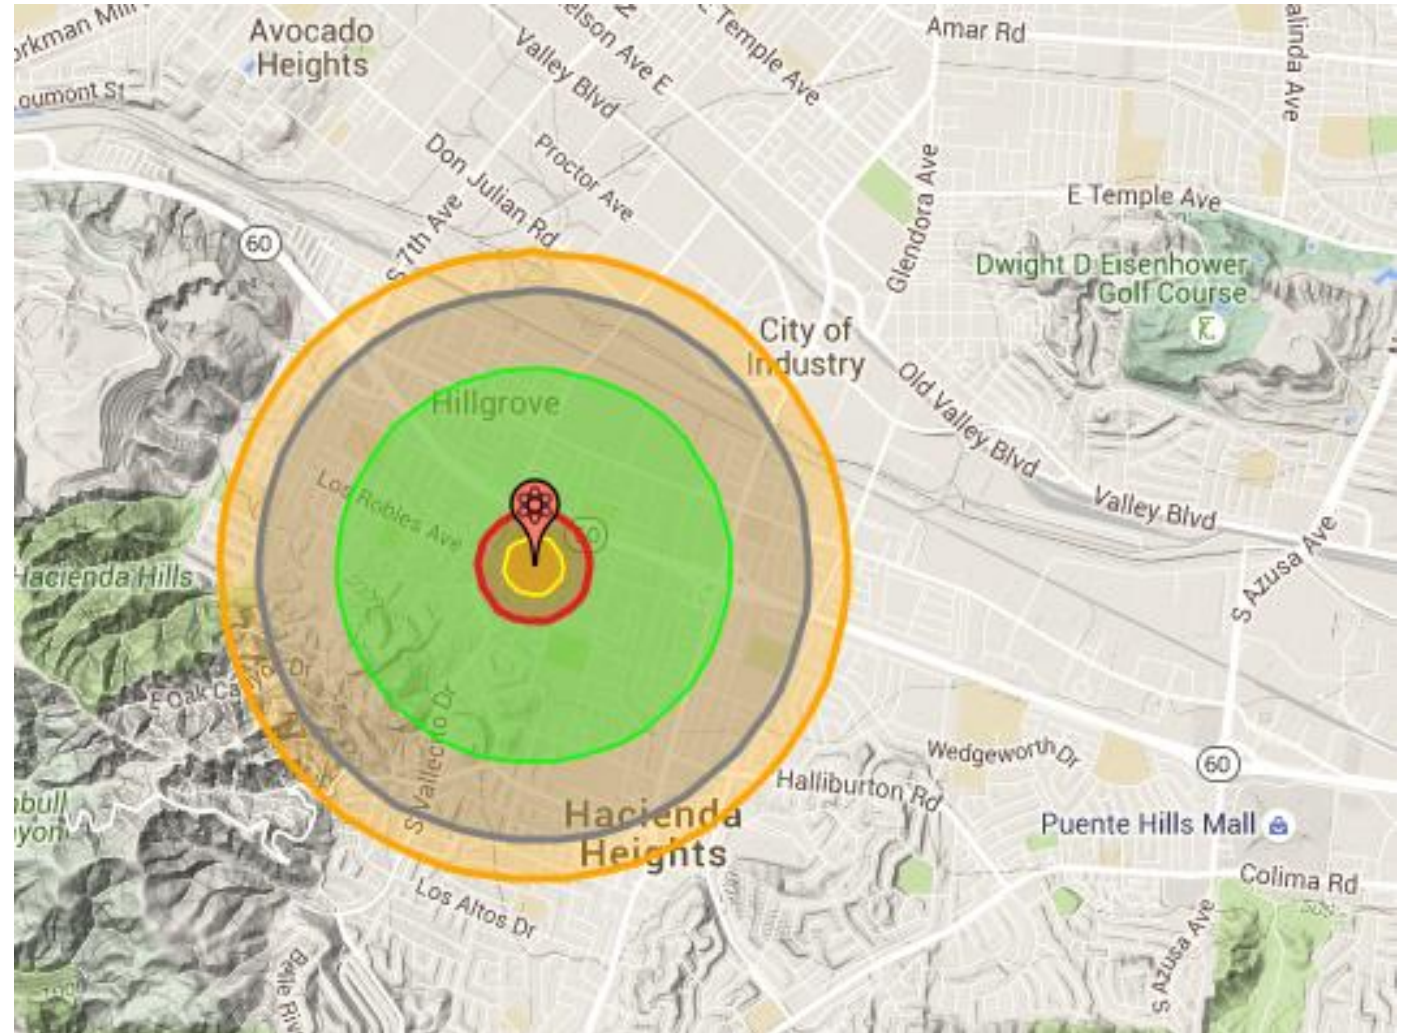 Avocado
Heights
Valley Blvd
E Temple Ave
Amar Rd
Don Julian Rd
Proctor Ave
S 7th Ave
Glendora Ave
E Temple Ave
60
Dwight D Eisenhower
Golf Course
City of
Industry
Old Valley Blvd
Hillgrove
Los Robles Ave
Valley Blvd
S Azusa Ave
Hacienda Hills
E Oak Canyon Dr
S Vallecito Dr
Wedgeworth Dr
60
Halliburton Rd
Hacienda
Heights
Puente Hills Mall
Colima Rd
Los Altos Dr
S Azusa Ave